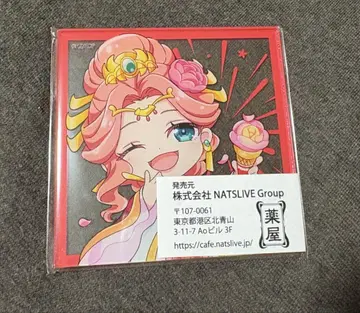 発売元
株式会社 NATSLIVE Group
〒107-0061
東京都港区北青山
3-11-7 Aoビル 3F
https://cafe.natslive.jp/
薬屋